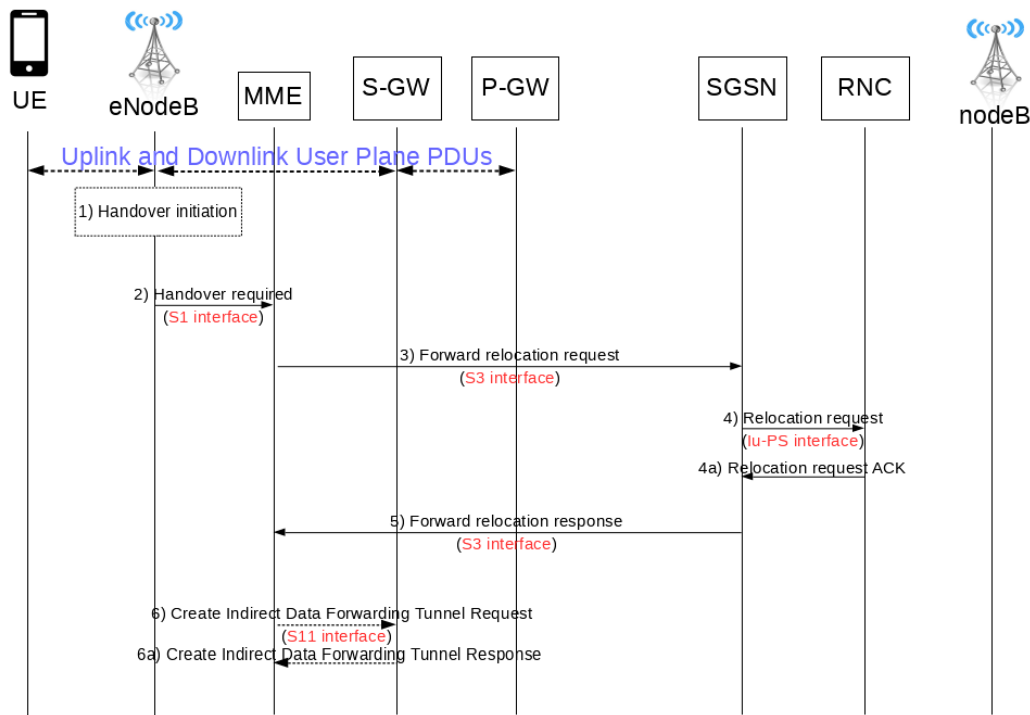 UE
eNodeB
MME
S-GW
P-GW
SGSN
RNC
nodeB
Uplink and Downlink User Plane PDUs
1) Handover initiation
2) Handover required
(S1 interface)
3) Forward relocation request
(S3 interface)
4) Relocation request
(Iu-PS interface)
4a) Relocation request ACK
5) Forward relocation response
(S3 interface)
6) Create Indirect Data Forwarding Tunnel Request
(S11 interface)
6a) Create Indirect Data Forwarding Tunnel Response